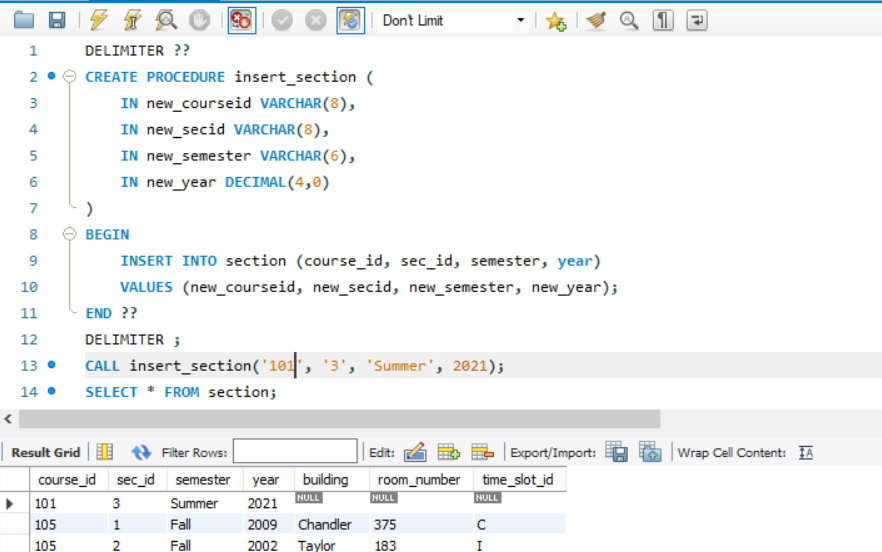 Don't Limit
1 DELIMITER ??
2 CREATE PROCEDURE insert_section (
3 IN new_courseid VARCHAR(8),
4 IN new_secid VARCHAR(8),
5 IN new_semester VARCHAR(6),
6 IN new_year DECIMAL(4,0)
7 )
8 BEGIN
9 INSERT INTO section (course_id, sec_id, semester, year)
10 VALUES (new_courseid, new_secid, new_semester, new_year);
11 END ??
12 DELIMITER ;
13 CALL insert_section('101', '3', 'Summer', 2021);
14 SELECT * FROM section;
Result Grid Filter Rows: Edit: Export/Import: Wrap Cell Content: IA
course_id sec_id semester year building room_number time_slot_id
101 3 Summer 2021 NULL NULL NULL
105 1 Fall 2009 Chandler 375 C
105 2 Fall 2002 Taylor 183 I